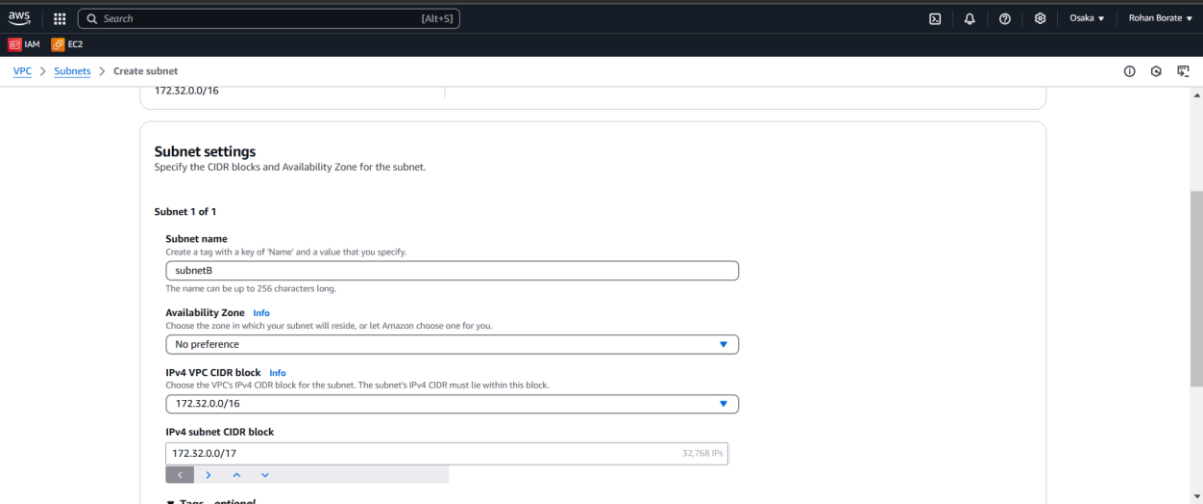 aws Search [Alt+S] Osaka Rohan Borate
IAM EC2
VPC > Subnets > Create subnet
172.32.0.0/16
Subnet settings
Specify the CIDR blocks and Availability Zone for the subnet.
Subnet 1 of 1
Subnet name
Create a tag with a key of 'Name' and a value that you specify.
subnetB
The name can be up to 256 characters long.
Availability Zone Info
Choose the zone in which your subnet will reside, or let Amazon choose one for you.
No preference
IPv4 VPC CIDR block Info
Choose the VPC's IPv4 CIDR block for the subnet. The subnet's IPv4 CIDR must lie within this block.
172.32.0.0/16
IPv4 subnet CIDR block
172.32.0.0/17 32,768 IPs
Tags - optional